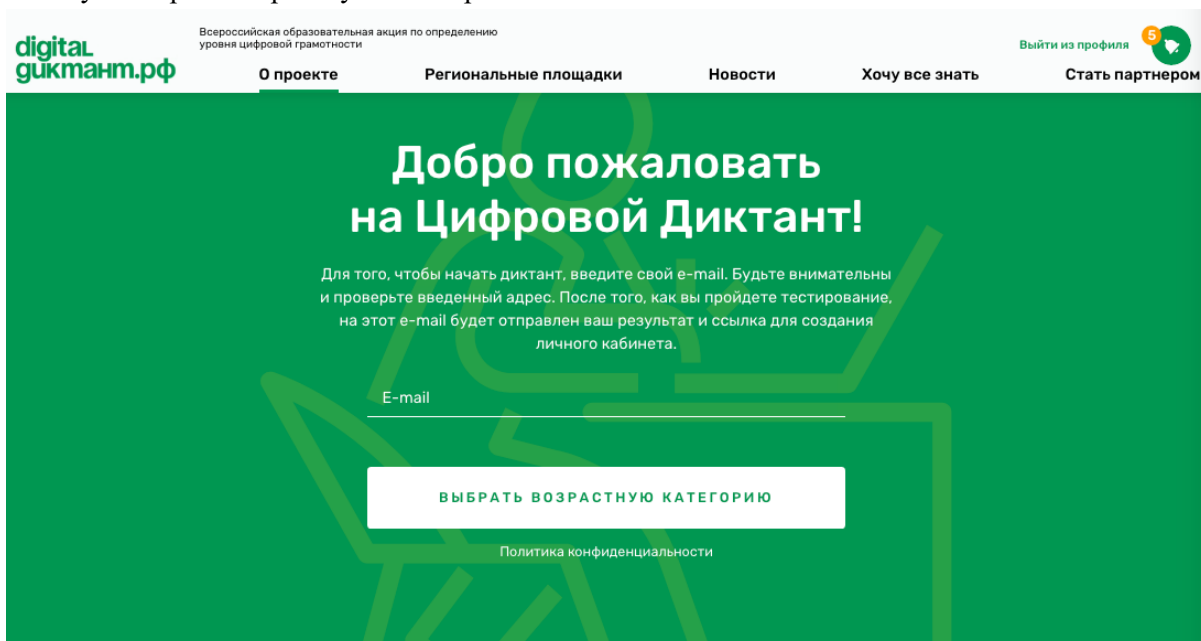 Всероссийская образовательная акция по определению
уровня цифровой грамотности
digital
диктант.рф
Выйти из профиля
5
О проекте
Региональные площадки
Новости
Хочу все знать
Стать партнером
Добро пожаловать
на Цифровой Диктант!
Для того, чтобы начать диктант, введите свой e-mail. Будьте внимательны
и проверьте введенный адрес. После того, как вы пройдете тестирование,
на этот e-mail будет отправлен ваш результат и ссылка для создания
личного кабинета.
E-mail
ВЫБРАТЬ ВОЗРАСТНУЮ КАТЕГОРИЮ
Политика конфиденциальности